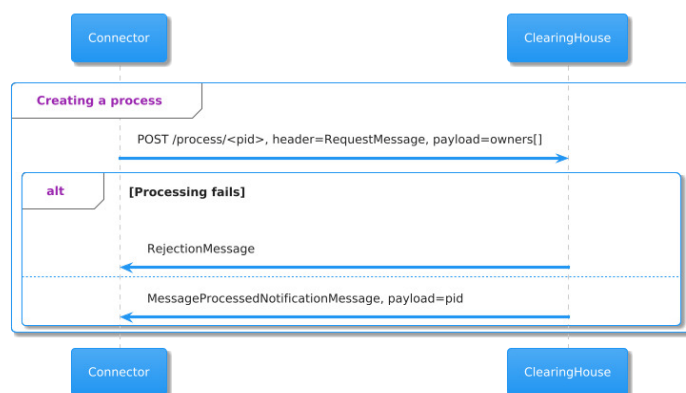 Connector
ClearingHouse
Creating a process
POST /process/<pid>, header=RequestMessage, payload=owners[]
alt
[Processing fails]
RejectionMessage
MessageProcessedNotificationMessage, payload=pid
Connector
ClearingHouse